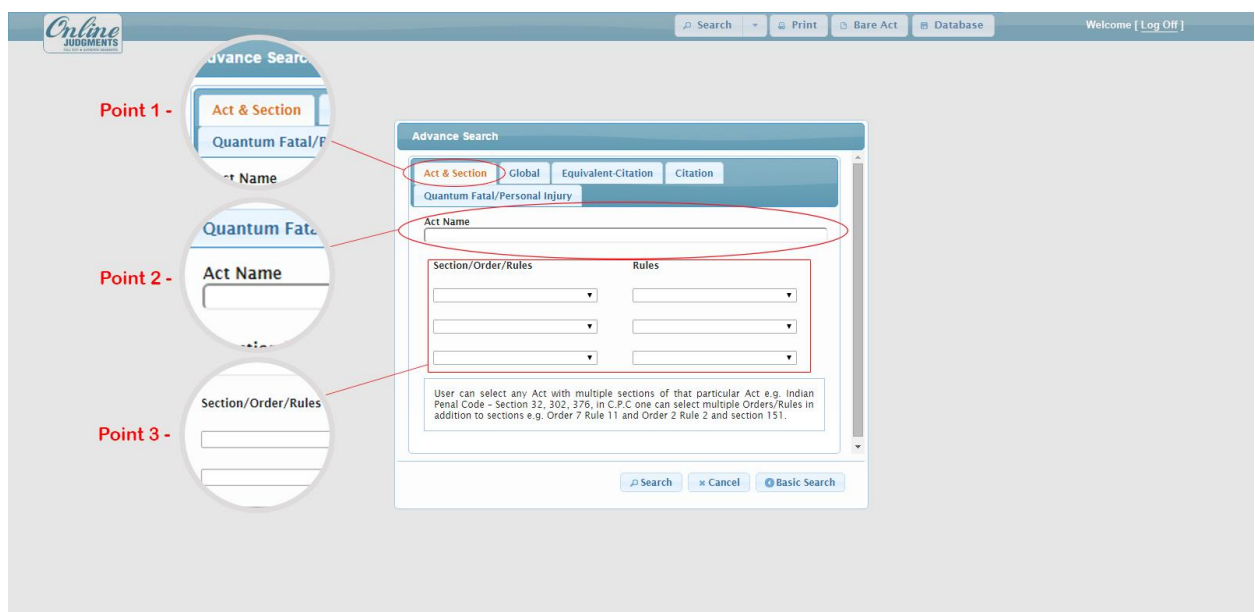 Online
JUDGMENTS
Search
Print
Bare Act
Database
Welcome [ Log Off ]
Point 1 -
dvance Searc
Act & Section
Quantum Fatal/P
ct Name
Point 2 -
Quantum Fata
Act Name
Point 3 -
Section/Order/Rules
Advance Search
Act & Section Global Equivalent-Citation Citation
Quantum Fatal/Personal Injury
Act Name
Section/Order/Rules Rules
User can select any Act with multiple sections of that particular Act e.g. Indian
Penal Code - Section 32, 302, 376, in C.P.C one can select multiple Orders/Rules in
addition to sections e.g. Order 7 Rule 11 and Order 2 Rule 2 and section 151.
Search Cancel Basic Search